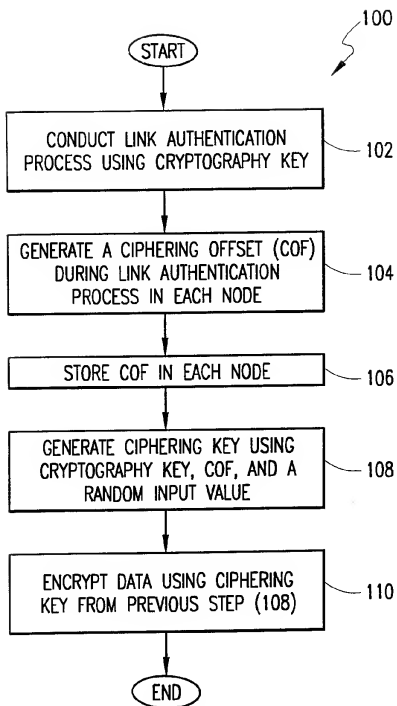 100
START
CONDUCT LINK AUTHENTICATION
PROCESS USING CRYPTOGRAPHY KEY
102
GENERATE A CIPHERING OFFSET (COF)
DURING LINK AUTHENTICATION
PROCESS IN EACH NODE
104
STORE COF IN EACH NODE
106
GENERATE CIPHERING KEY USING
CRYPTOGRAPHY KEY, COF, AND A
RANDOM INPUT VALUE
108
ENCRYPT DATA USING CIPHERING
KEY FROM PREVIOUS STEP (108)
110
END